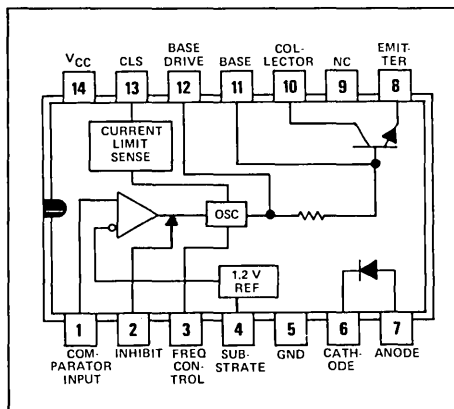 VCC CLS BASE DRIVE BASE COL- LECTOR NC EMIT- TER
14 13 12 11 10 9 8
CURRENT
LIMIT
SENSE
OSC
1.2 V
REF
1 2 3 4 5 6 7
COM- PARATOR INPUT INHIBIT FREQ CON- TROL SUB- STRATE GND CATH- ODE ANODE